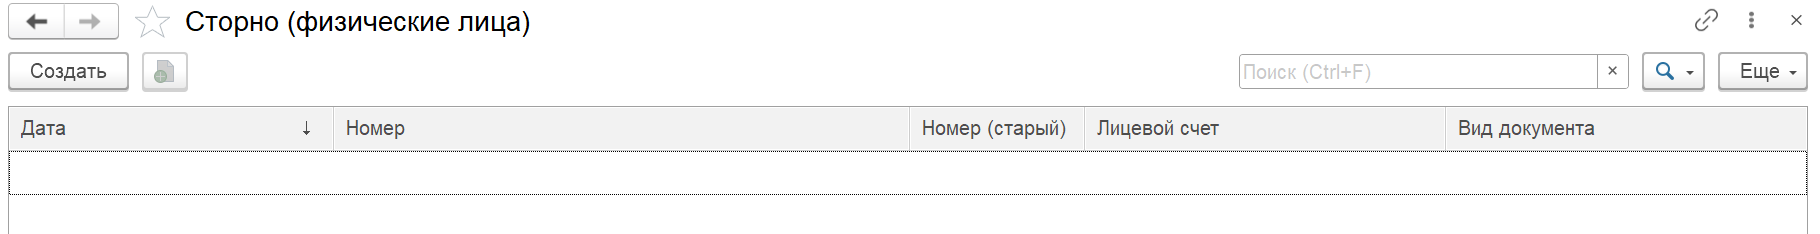 Сторно (физические лица)
Создать
Поиск (Ctrl+F)
Еще
Дата Номер Номер (старый) Лицевой счет Вид документа